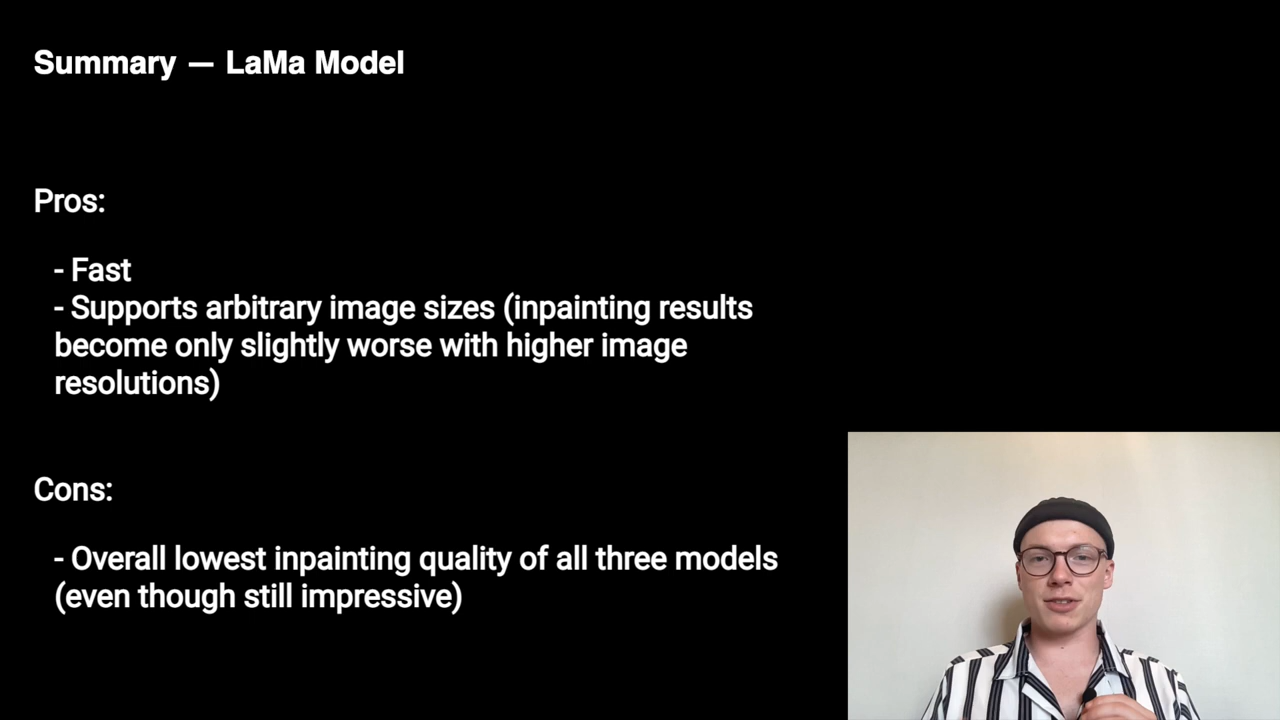 Summary — LaMa Model
Pros:
- Fast
- Supports arbitrary image sizes (inpainting results
become only slightly worse with higher image
resolutions)
Cons:
- Overall lowest inpainting quality of all three models
(even though still impressive)